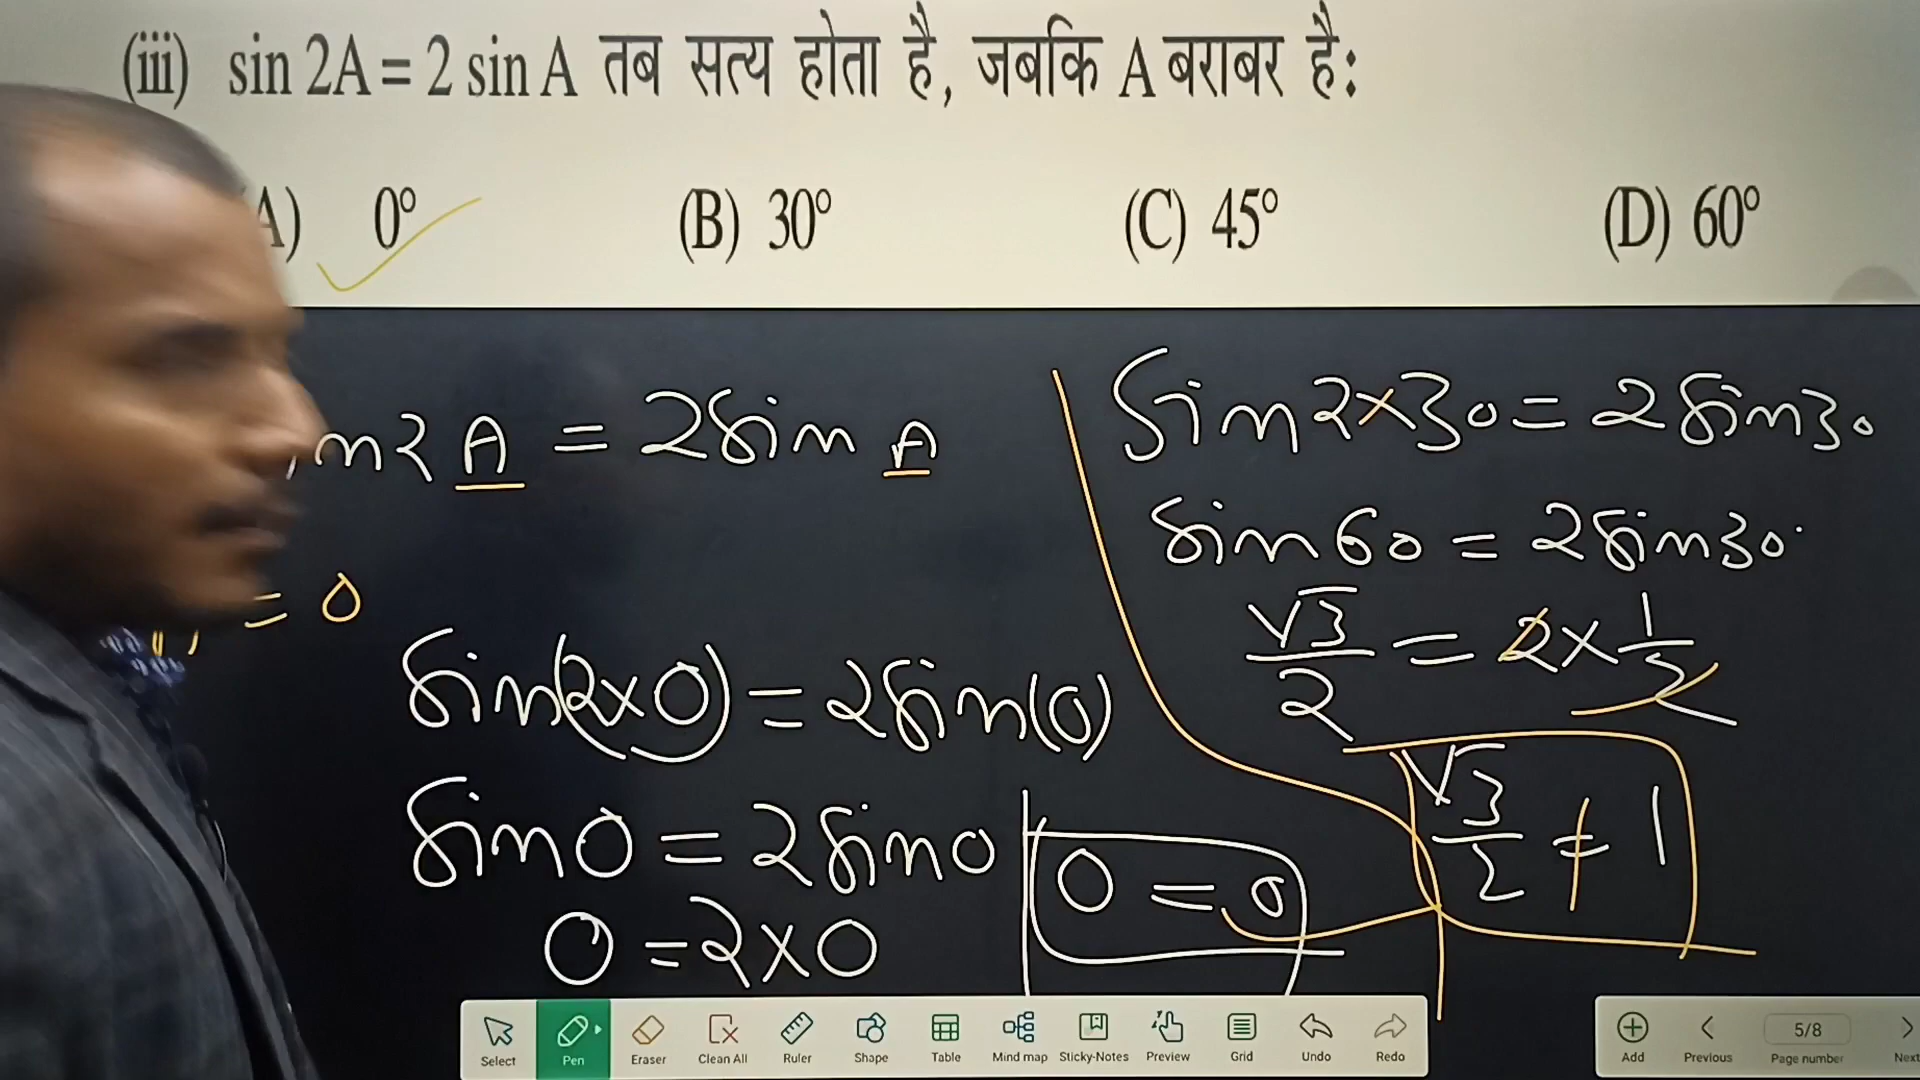 (iii) sin 2A = 2 sin A तब सत्य होता है, जबकि A बराबर है:
A) 0° (B) 30° (C) 45° (D) 60°
in2A = 2sin A
= 0
sin(2×0) = 2sin(0)
sin0 = 2sin0
0 = 2×0
0 = 0
sin2×30 = 2sin30
sin60 = 2sin30°
√3/2 = 2×1/2
√3/2 ≠ 1
Select Pen Eraser Clean All Ruler Shape Table Mind map Sticky-Notes Preview Grid Undo Redo
5/8
Add Previous Page number Next